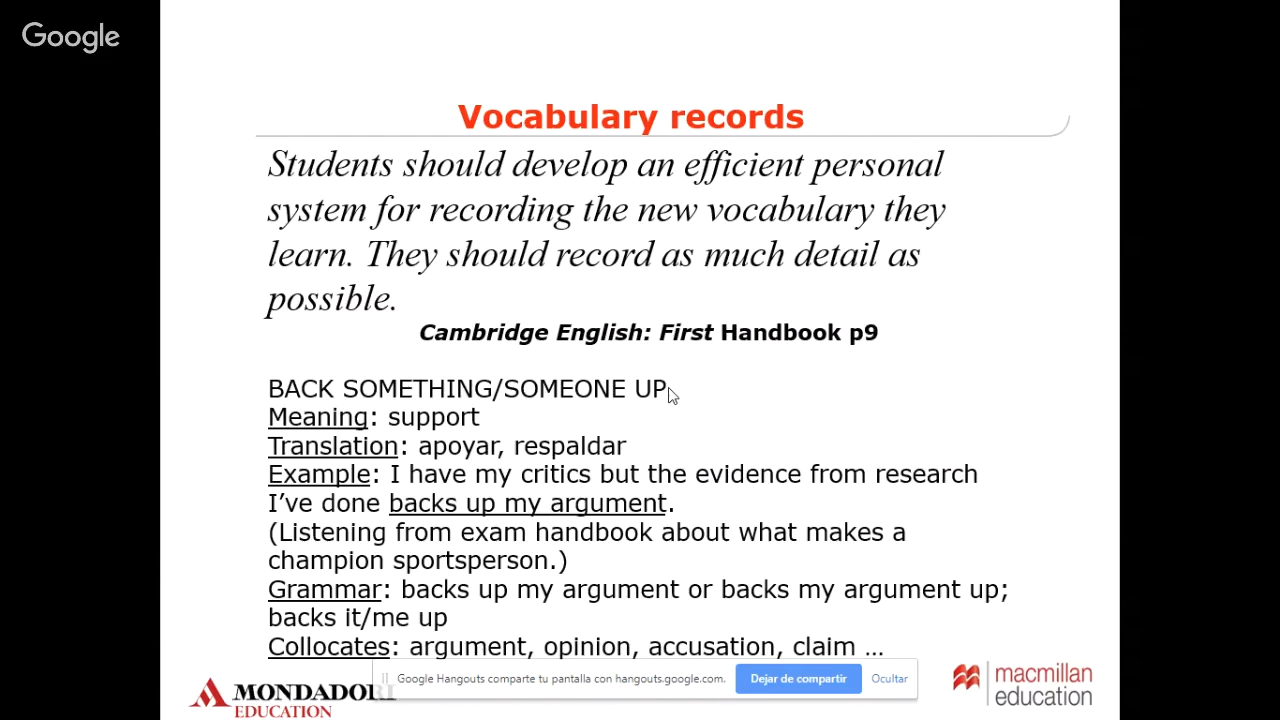 Google
Vocabulary records
Students should develop an efficient personal
system for recording the new vocabulary they
learn. They should record as much detail as
possible.
Cambridge English: First Handbook p9
BACK SOMETHING/SOMEONE UP
Meaning: support
Translation: apoyar, respaldar
Example: I have my critics but the evidence from research
I’ve done backs up my argument.
(Listening from exam handbook about what makes a
champion sportsperson.)
Grammar: backs up my argument or backs my argument up;
backs it/me up
Collocates: argument, opinion, accusation, claim …
Google Hangouts comparte tu pantalla con hangouts.google.com.
Dejar de compartir
Ocultar
MONDADORI
EDUCATION
macmillan
education